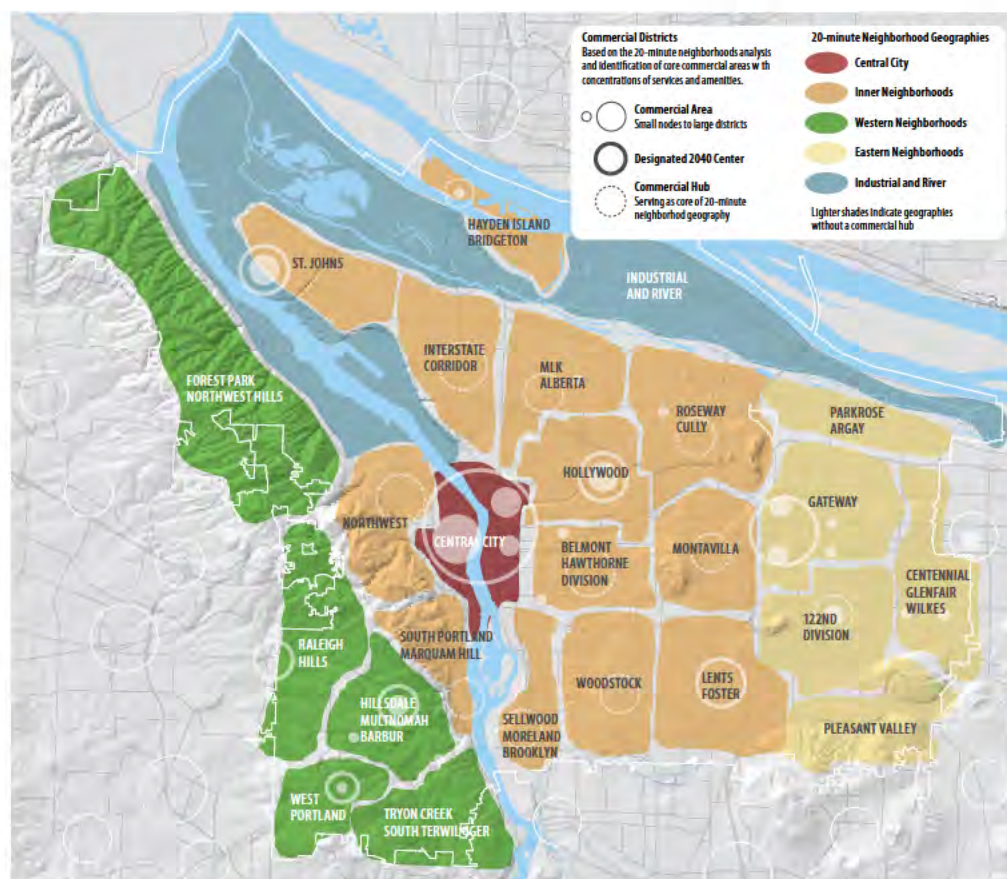 Commercial Districts
Based on the 20-minute neighborhoods analysis
and identification of core commercial areas w th
concentrations of services and amenities.
Commercial Area
Small nodes to large districts
Designated 2040 Center
Commercial Hub
Serving as core of 20-minute
neighborhod geography
20-minute Neighborhood Geographies
Central City
Inner Neighborhoods
Western Neighborhoods
Eastern Neighborhoods
Industrial and River
Lighter shades indicate geographies
without a commercial hub
HAYDEN ISLAND
BRIDGETON
ST. JOHNS
INDUSTRIAL
AND RIVER
INTERSTATE
CORRIDOR
MLK
ALBERTA
FOREST PARK
NORTHWEST HILLS
ROSEWAY
CULLY
PARKROSE
ARGAY
HOLLYWOOD
GATEWAY
NORTHWEST
CENTRAL CITY
BELMONT
HAWTHORNE
DIVISION
MONTAVILLA
CENTENNIAL
GLENFAIR
WILKES
122ND
DIVISION
SOUTH PORTLAND
MARQUAM HILL
RALEIGH
HILLS
HILLSDALE
MULTNOMAH
BARBUR
WOODSTOCK
LENTS
FOSTER
SELLWOOD
MORELAND
BROOKLYN
PLEASANT VALLEY
WEST
PORTLAND
TRYON CREEK
SOUTH TERWILLIGER